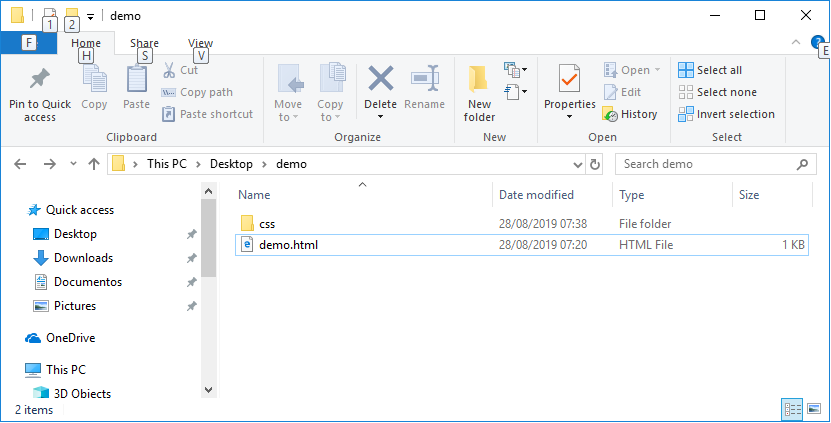 demo
1 2
F Home Share View
H S V E
Pin to Quick access
Copy
Paste
Cut
Copy path
Paste shortcut
Clipboard
Move to
Copy to
Delete
Rename
Organize
New folder
New
Properties
Open
Edit
History
Open
Select all
Select none
Invert selection
Select
This PC Desktop demo
Search demo
Name Date modified Type Size
css 28/08/2019 07:38 File folder
demo.html 28/08/2019 07:20 HTML File 1 KB
Quick access
Desktop
Downloads
Documentos
Pictures
OneDrive
This PC
3D Objects
2 items